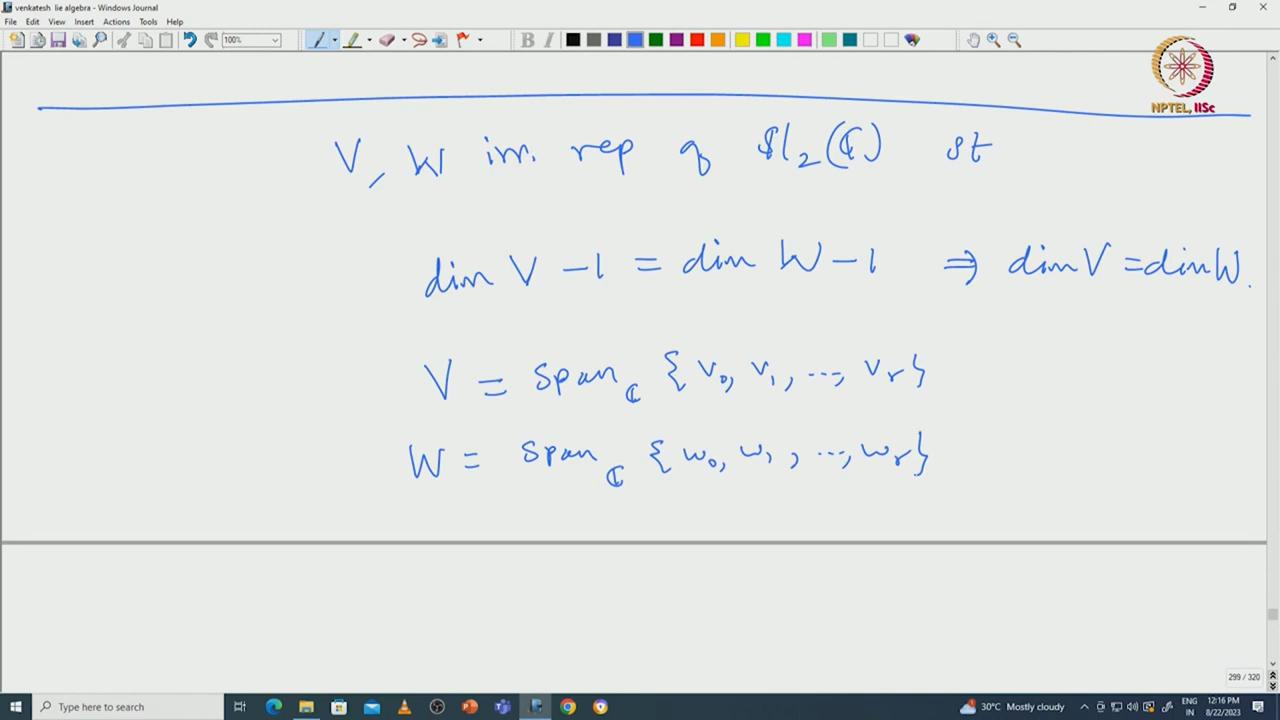 venkatesh lie algebra - Windows Journal
File Edit View Insert Actions Tools Help
100%
B I
NPTEL, IISc
V, W irr. rep of sl₂(ℂ) st
dim V - 1 = dim W - 1 ⇒ dim V = dim W.
V = Span_ℂ {v₀, v₁, ..., vᵣ}
W = Span_ℂ {w₀, w₁, ..., wᵣ}
299 / 320
Type here to search
30°C Mostly cloudy
ENG
IN
12:16 PM
8/22/2023